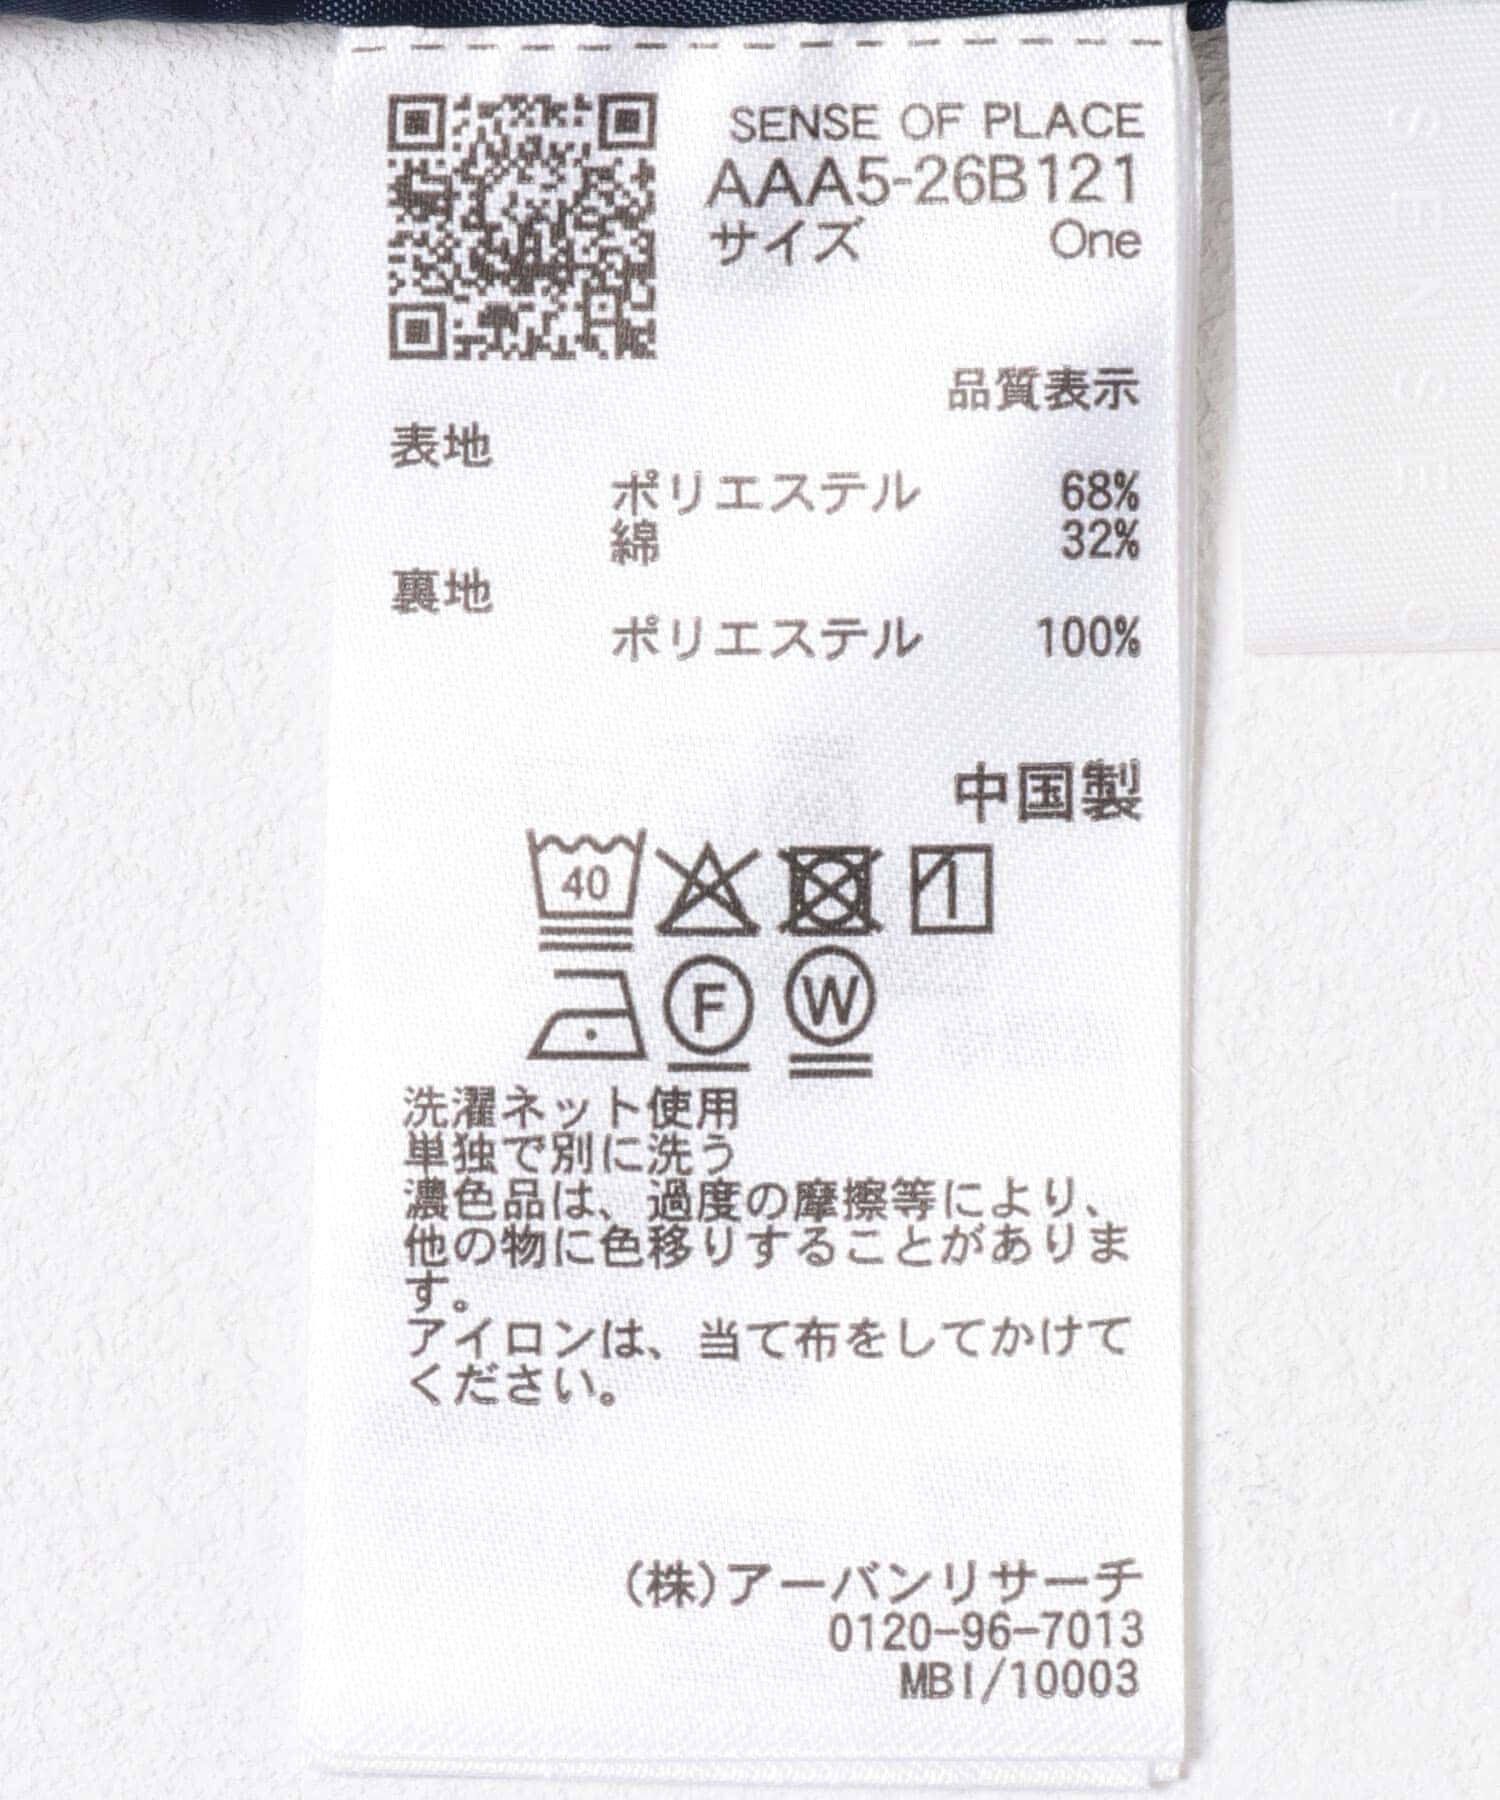 SENSE OF PLACE
AAA5-26B121
サイズ One
品質表示
表地
ポリエステル 68%
綿 32%
裏地
ポリエステル 100%
中国製
40
F W
洗濯ネット使用
単独で別に洗う
濃色品は、過度の摩擦等により、
他の物に色移りすることがありま
す。
アイロンは、当て布をしてかけて
ください。
(株)アーバンリサーチ
0120-96-7013
MBI/10003
SENSE O